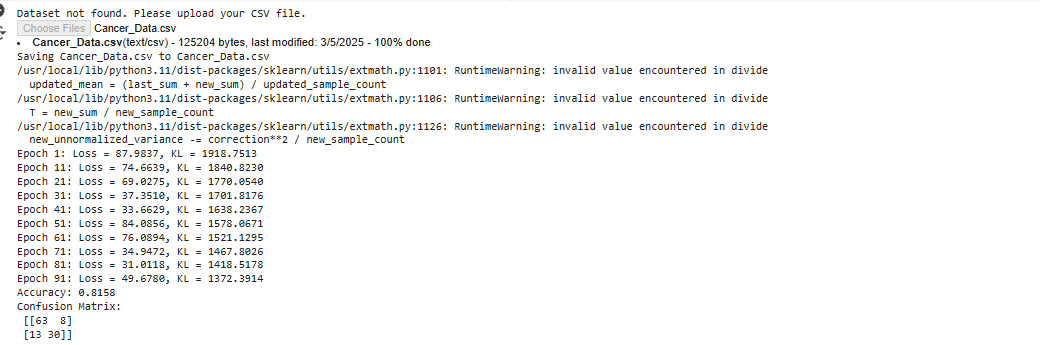 Dataset not found. Please upload your CSV file.
Choose Files Cancer_Data.csv
• Cancer_Data.csv(text/csv) - 125204 bytes, last modified: 3/5/2025 - 100% done
Saving Cancer_Data.csv to Cancer_Data.csv
/usr/local/lib/python3.11/dist-packages/sklearn/utils/extmath.py:1101: RuntimeWarning: invalid value encountered in divide
  updated_mean = (last_sum + new_sum) / updated_sample_count
/usr/local/lib/python3.11/dist-packages/sklearn/utils/extmath.py:1106: RuntimeWarning: invalid value encountered in divide
  T = new_sum / new_sample_count
/usr/local/lib/python3.11/dist-packages/sklearn/utils/extmath.py:1126: RuntimeWarning: invalid value encountered in divide
  new_unnormalized_variance -= correction**2 / new_sample_count
Epoch 1: Loss = 87.9837, KL = 1918.7513
Epoch 11: Loss = 74.6639, KL = 1840.8230
Epoch 21: Loss = 69.0275, KL = 1770.0540
Epoch 31: Loss = 37.3510, KL = 1701.8176
Epoch 41: Loss = 33.6629, KL = 1638.2367
Epoch 51: Loss = 84.0856, KL = 1578.0671
Epoch 61: Loss = 76.0894, KL = 1521.1295
Epoch 71: Loss = 34.9472, KL = 1467.8026
Epoch 81: Loss = 31.0118, KL = 1418.5178
Epoch 91: Loss = 49.6780, KL = 1372.3914
Accuracy: 0.8158
Confusion Matrix:
 [[63  8]
 [13 30]]